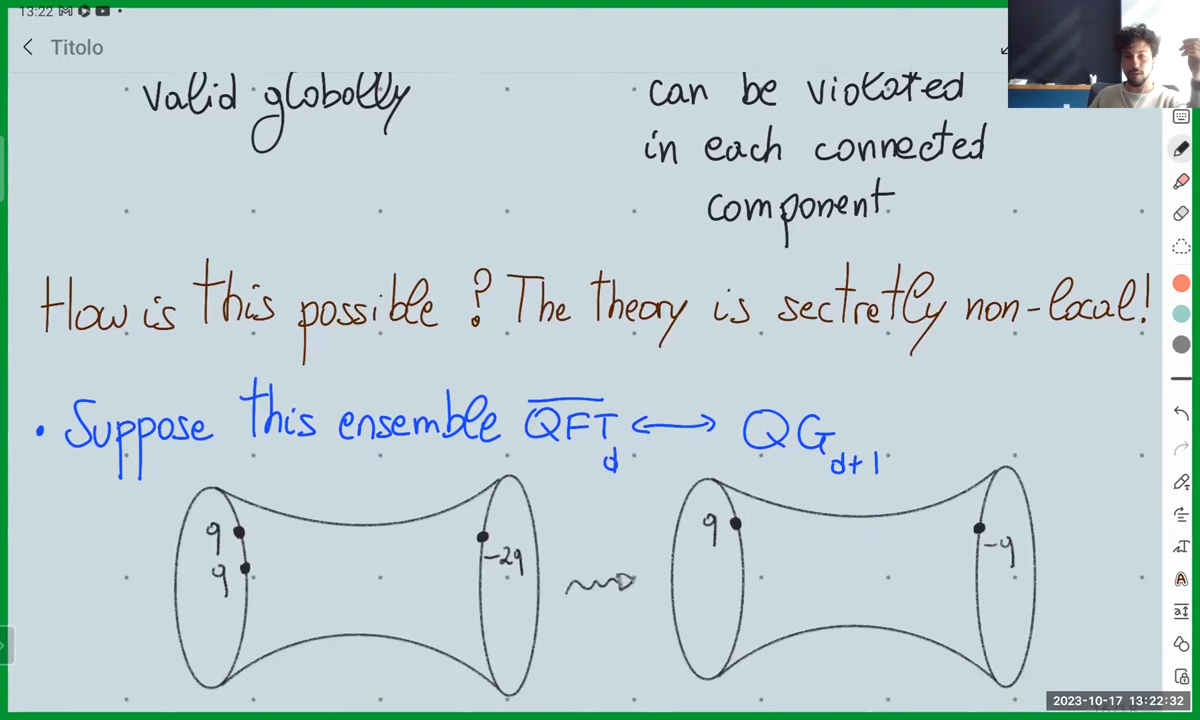 13:22
Titolo
valid globally
can be violated
in each connected
component
How is this possible? The theory is sectretly non-local!
• Suppose this ensemble QFT_d ⟷ QG_{d+1}
q
q
-2q
q
-q
2023-10-17 13:22:32